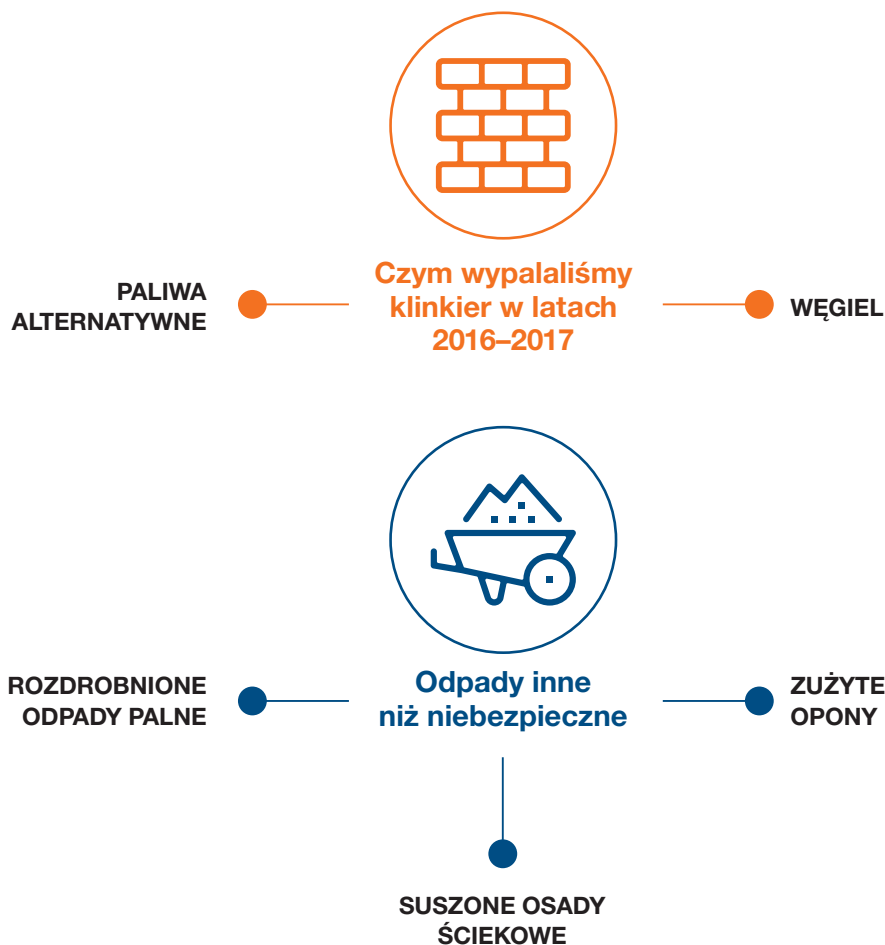 Czym wypalaliśmy
klinkier w latach
2016–2017
PALIWA
ALTERNATYWNE
WĘGIEL
Odpady inne
niż niebezpieczne
ROZDROBNIONE
ODPADY PALNE
ZUŻYTE
OPONY
SUSZONE OSADY
ŚCIEKOWE